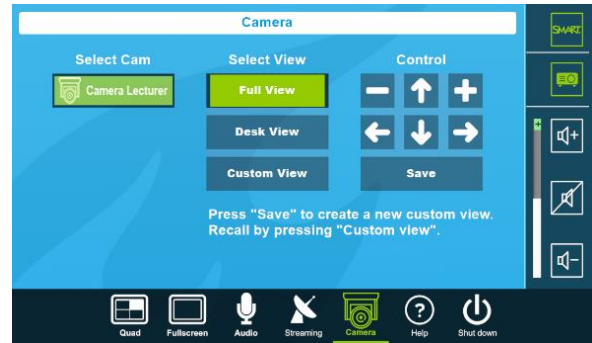 Camera
SMART
Select Cam
Select View
Control
Camera Lecturer
Full View
Desk View
Custom View
Save
Press "Save" to create a new custom view.
Recall by pressing "Custom view".
Quad
Fullscreen
Audio
Streaming
Camera
? Help
Shut down